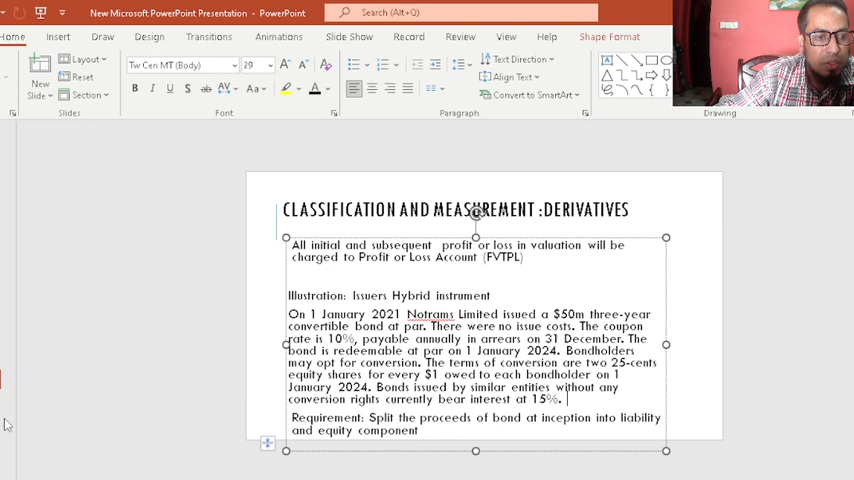 New Microsoft PowerPoint Presentation - PowerPoint
Search (Alt+Q)
Home Insert Draw Design Transitions Animations Slide Show Record Review View Help Shape Format
Layout
New Slide
Reset
Section
Tw Cen MT (Body) 29
Text Direction
Align Text
Convert to SmartArt
Slides Font Paragraph Drawing
CLASSIFICATION AND MEASUREMENT :DERIVATIVES
All initial and subsequent profit or loss in valuation will be
charged to Profit or Loss Account (FVTPL)
Illustration: Issuers Hybrid instrument
On 1 January 2021 Notrams Limited issued a $50m three-year
convertible bond at par. There were no issue costs. The coupon
rate is 10%, payable annually in arrears on 31 December. The
bond is redeemable at par on 1 January 2024. Bondholders
may opt for conversion. The terms of conversion are two 25-cents
equity shares for every $1 owed to each bondholder on 1
January 2024. Bonds issued by similar entities without any
conversion rights currently bear interest at 15%.
Requirement: Split the proceeds of bond at inception into liability
and equity component